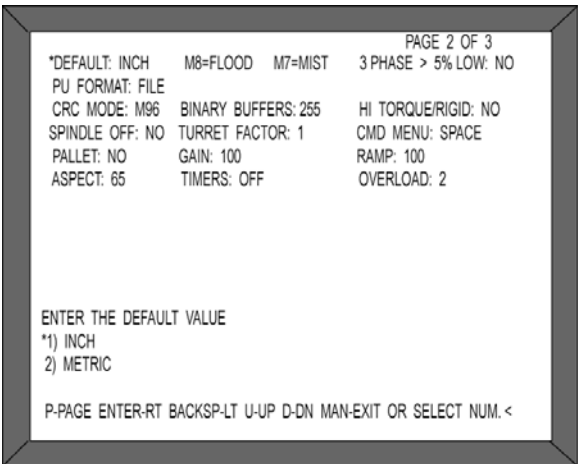 PAGE 2 OF 3
*DEFAULT: INCH M8=FLOOD M7=MIST 3 PHASE > 5% LOW: NO
PU FORMAT: FILE
CRC MODE: M96 BINARY BUFFERS: 255 HI TORQUE/RIGID: NO
SPINDLE OFF: NO TURRET FACTOR: 1 CMD MENU: SPACE
PALLET: NO GAIN: 100 RAMP: 100
ASPECT: 65 TIMERS: OFF OVERLOAD: 2
ENTER THE DEFAULT VALUE
*1) INCH
2) METRIC
P-PAGE ENTER-RT BACKSP-LT U-UP D-DN MAN-EXIT OR SELECT NUM. <